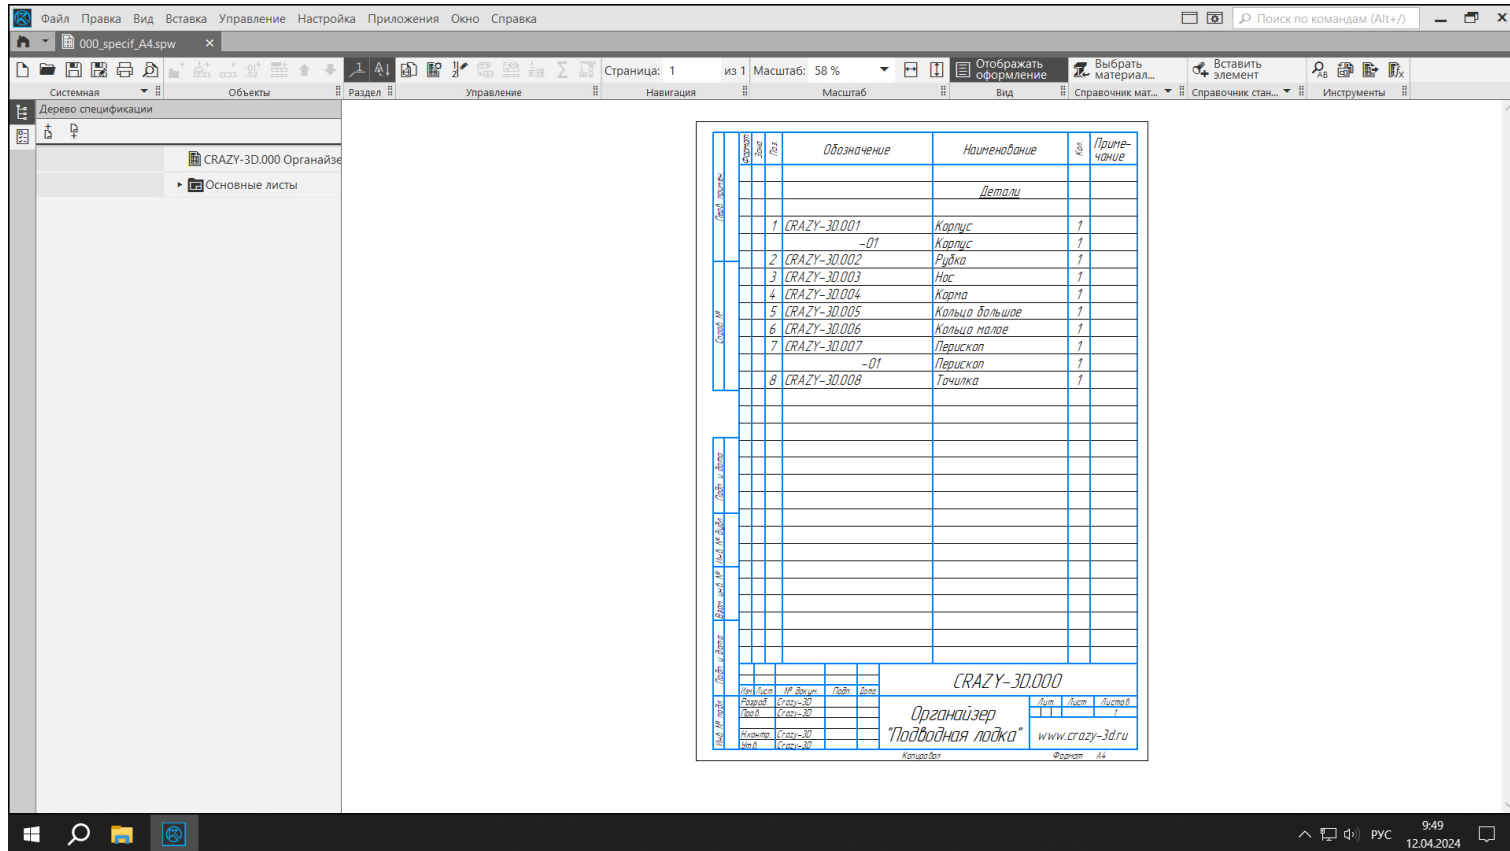 Файл Правка Вид Вставка Управление Настройка Приложения Окно Справка
Поиск по командам (Alt+/)
000_specif_A4.spw
Страница: 1 из 1 Масштаб: 58 % Отображать оформление Выбрать материал... Вставить элемент
Системная Объекты Раздел Управление Навигация Масштаб Вид Справочник мат... Справочник стан... Инструменты
Дерево спецификации
CRAZY-3D.000 Органайзе
Основные листы
Формат Зона Поз. Обозначение Наименование Кол. Приме-
чание
Детали
1 CRAZY-3D.001 Корпус 1
-01 Корпус 1
2 CRAZY-3D.002 Рубка 1
3 CRAZY-3D.003 Нос 1
4 CRAZY-3D.004 Корма 1
5 CRAZY-3D.005 Кольцо большое 1
6 CRAZY-3D.006 Кольцо малое 1
7 CRAZY-3D.007 Перископ 1
-01 Перископ 1
8 CRAZY-3D.008 Точилка 1
Перв. примен.
Справ. №
Подп. и дата
Инв. № дубл.
Взам. инв. №
Подп. и дата
Инв. № подл.
CRAZY-3D.000
Изм. Лист № докум. Подп. Дата
Разраб. Crazy-3D
Пров. Crazy-3D
Н.контр. Crazy-3D
Утв. Crazy-3D
Органайзер
"Подводная лодка"
Лит. Лист Листов
1
www.crazy-3d.ru
Копировал Формат A4
РУС
9:49
12.04.2024